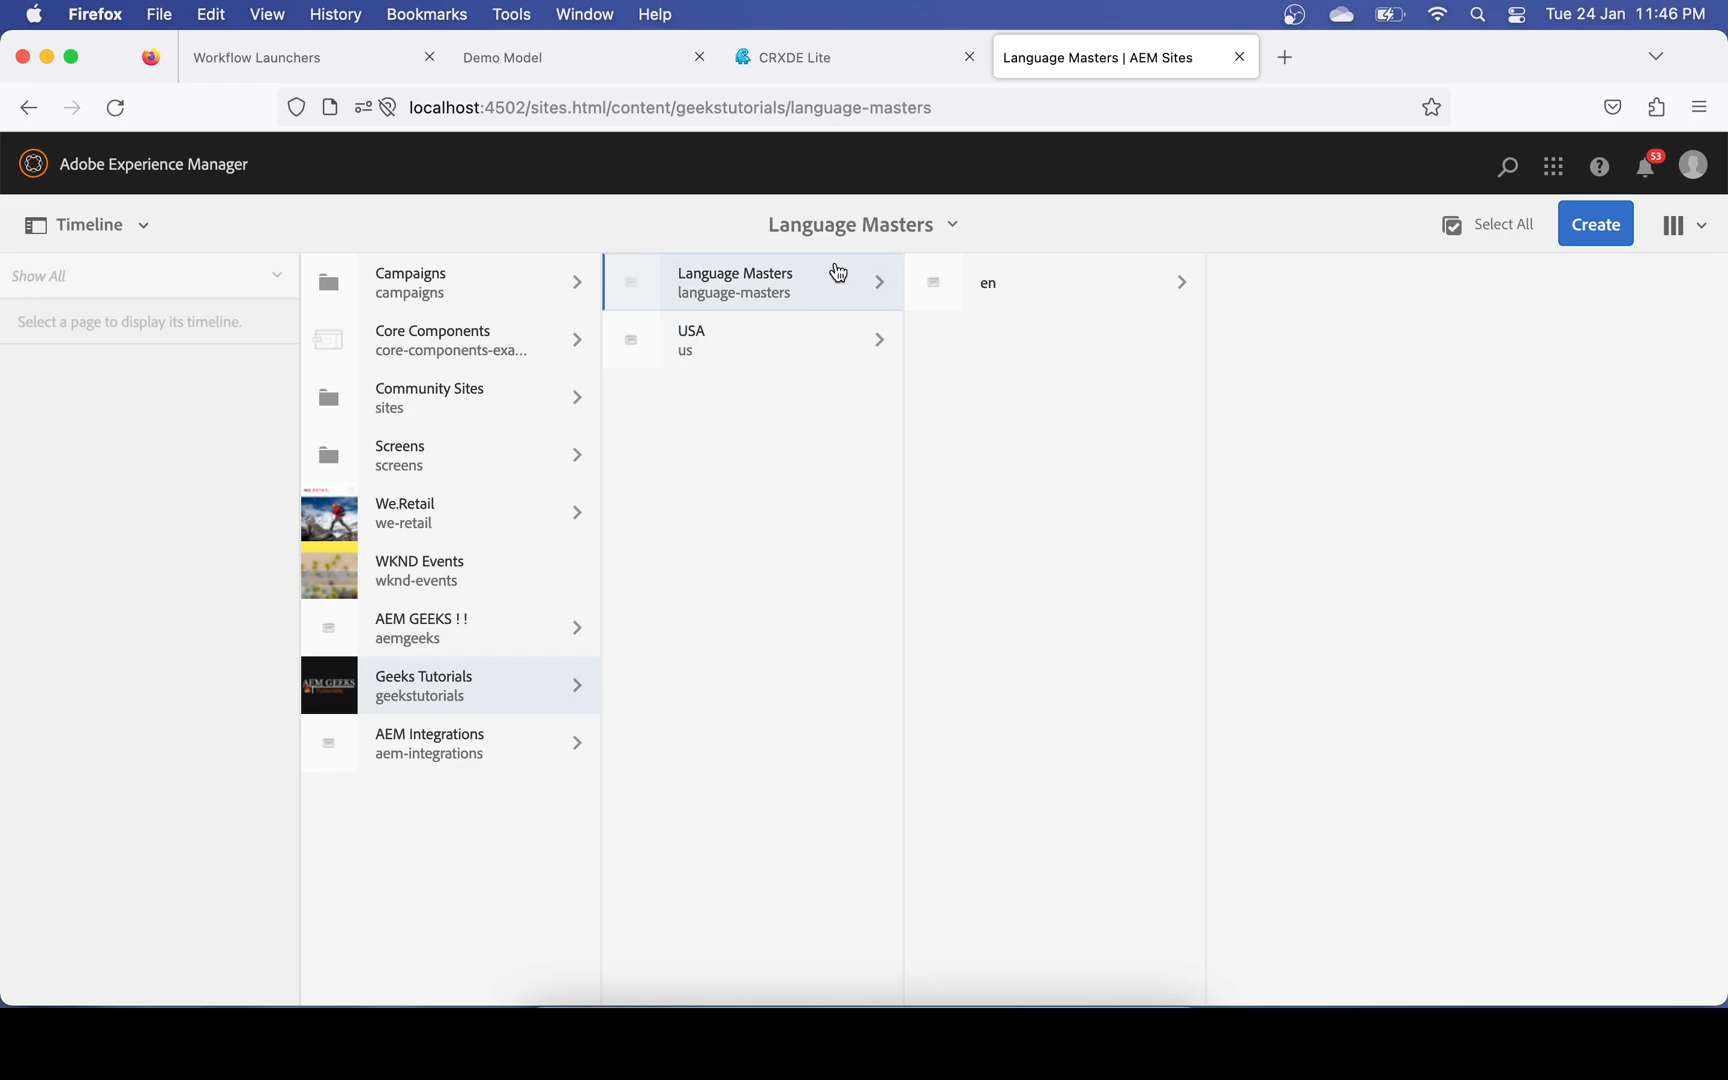 Firefox File Edit View History Bookmarks Tools Window Help Tue 24 Jan 11:46 PM
Workflow Launchers Demo Model CRXDE Lite Language Masters | AEM Sites
localhost:4502/sites.html/content/geekstutorials/language-masters
Adobe Experience Manager 53
Timeline Language Masters Select All Create
Show All
Select a page to display its timeline.
Campaigns
campaigns
Core Components
core-components-exa...
Community Sites
sites
Screens
screens
We.Retail
we-retail
WKND Events
wknd-events
AEM GEEKS !!
aemgeeks
AEM GEEKS
Geeks Tutorials
geekstutorials
AEM Integrations
aem-integrations
Language Masters
language-masters
USA
us
en